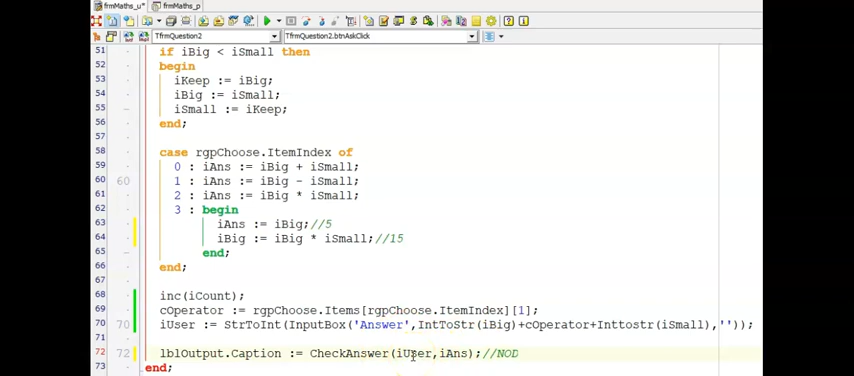 frmMaths_u* frmMaths_p
TfrmQuestion2 TfrmQuestion2.btnAskClick
51 if iBig < iSmall then
52 begin
53 iKeep := iBig;
54 iBig := iSmall;
55 iSmall := iKeep;
56 end;
57
58 case rgpChoose.ItemIndex of
59 0 : iAns := iBig + iSmall;
60 60 1 : iAns := iBig - iSmall;
61 2 : iAns := iBig * iSmall;
62 3 : begin
63 iAns := iBig;//5
64 iBig := iBig * iSmall;//15
65 end;
66 end;
67
68 inc(iCount);
69 cOperator := rgpChoose.Items[rgpChoose.ItemIndex][1];
70 70 iUser := StrToInt(InputBox('Answer',IntToStr(iBig)+cOperator+Inttostr(iSmall),''));
71
72 72 lblOutput.Caption := CheckAnswer(iUser,iAns);//NOD
73 end;